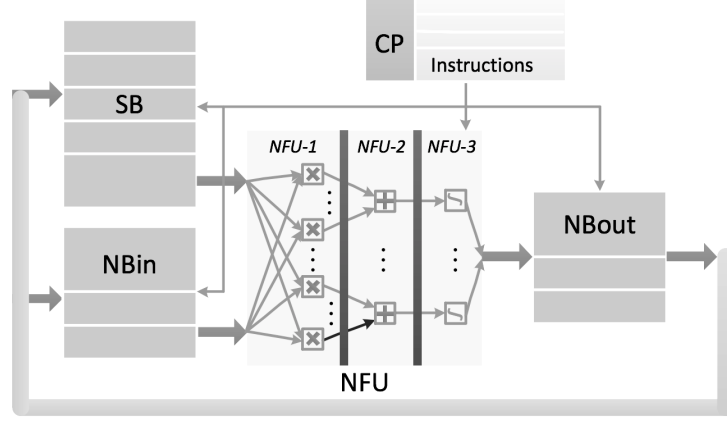 CP
Instructions
SB
NFU-1
NFU-2
NFU-3
NBin
NBout
NFU